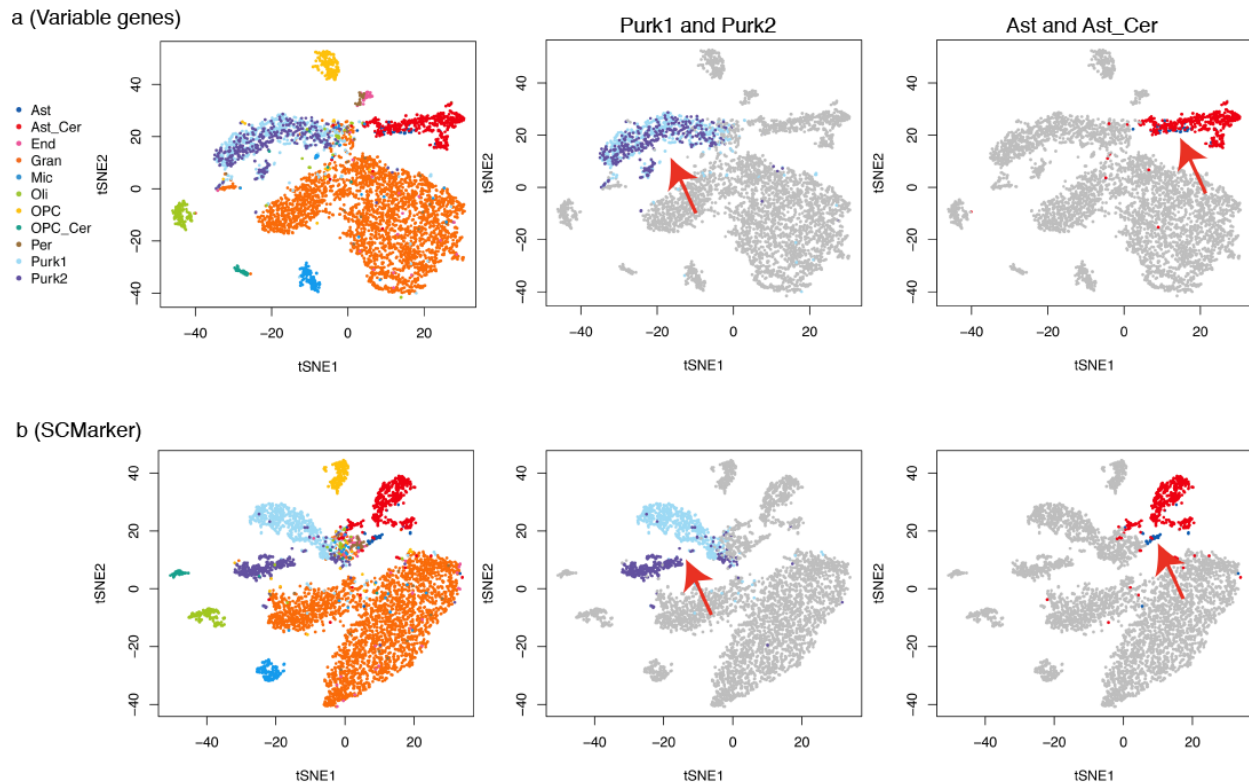 a (Variable genes)
Purk1 and Purk2
Ast and Ast_Cer
Ast
Ast_Cer
End
Gran
Mic
Oli
OPC
OPC_Cer
Per
Purk1
Purk2
tSNE2
40
20
0
−20
−40
−40
−20
0
20
tSNE1
tSNE2
40
20
0
−20
−40
−40
−20
0
20
tSNE1
tSNE2
40
20
0
−20
−40
−40
−20
0
20
tSNE1
b (SCMarker)
tSNE2
40
20
0
−20
−40
−40
−20
0
20
tSNE1
tSNE2
40
20
0
−20
−40
−40
−20
0
20
tSNE1
tSNE2
40
20
0
−20
−40
−40
−20
0
20
tSNE1